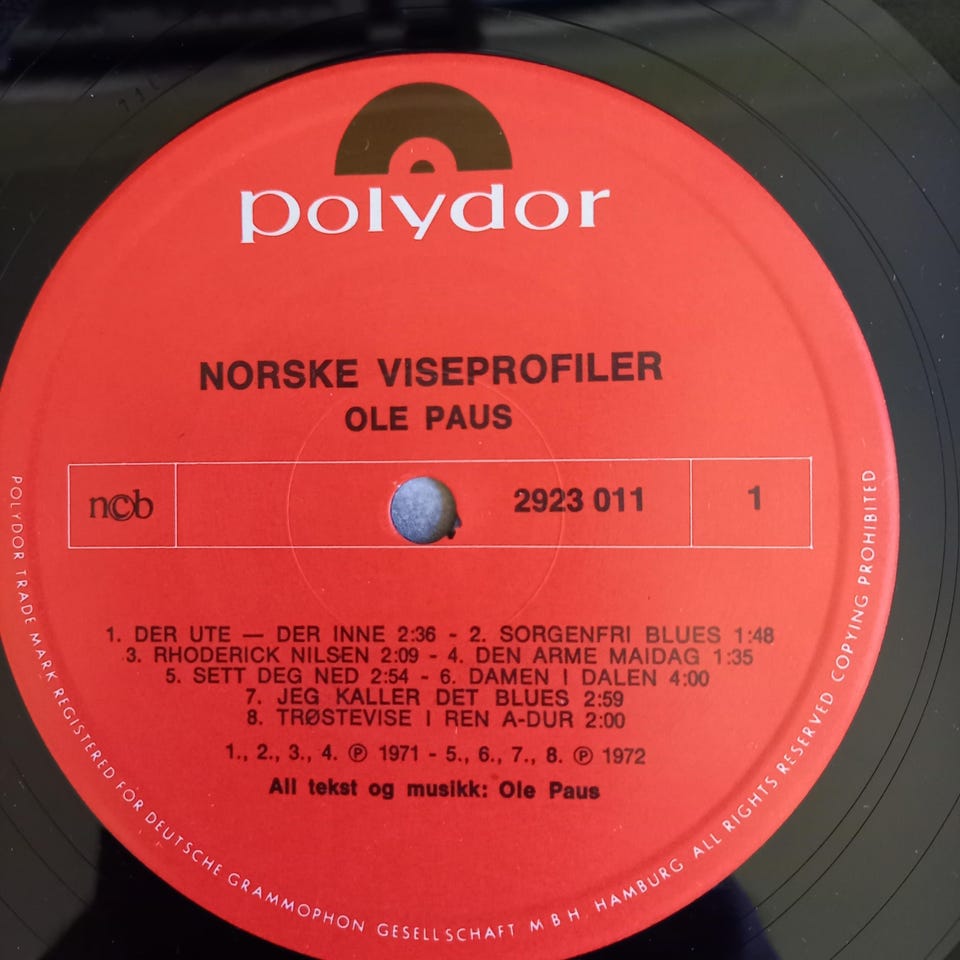 polydor
NORSKE VISEPROFILER
OLE PAUS
ncb 2923 011 1
1. DER UTE — DER INNE 2:36 - 2. SORGENFRI BLUES 1:48
3. RHODERICK NILSEN 2:09 - 4. DEN ARME MAIDAG 1:35
5. SETT DEG NED 2:54 - 6. DAMEN I DALEN 4:00
7. JEG KALLER DET BLUES 2:59
8. TRØSTEVISE I REN A-DUR 2:00
1., 2., 3., 4. ℗ 1971 - 5., 6., 7., 8. ℗ 1972
All tekst og musikk: Ole Paus
POLYDOR TRADE MARK REGISTERED FOR DEUTSCHE GRAMMOPHON GESELLSCHAFT MBH. HAMBURG ALL RIGHTS RESERVED COPYING PROHIBITED